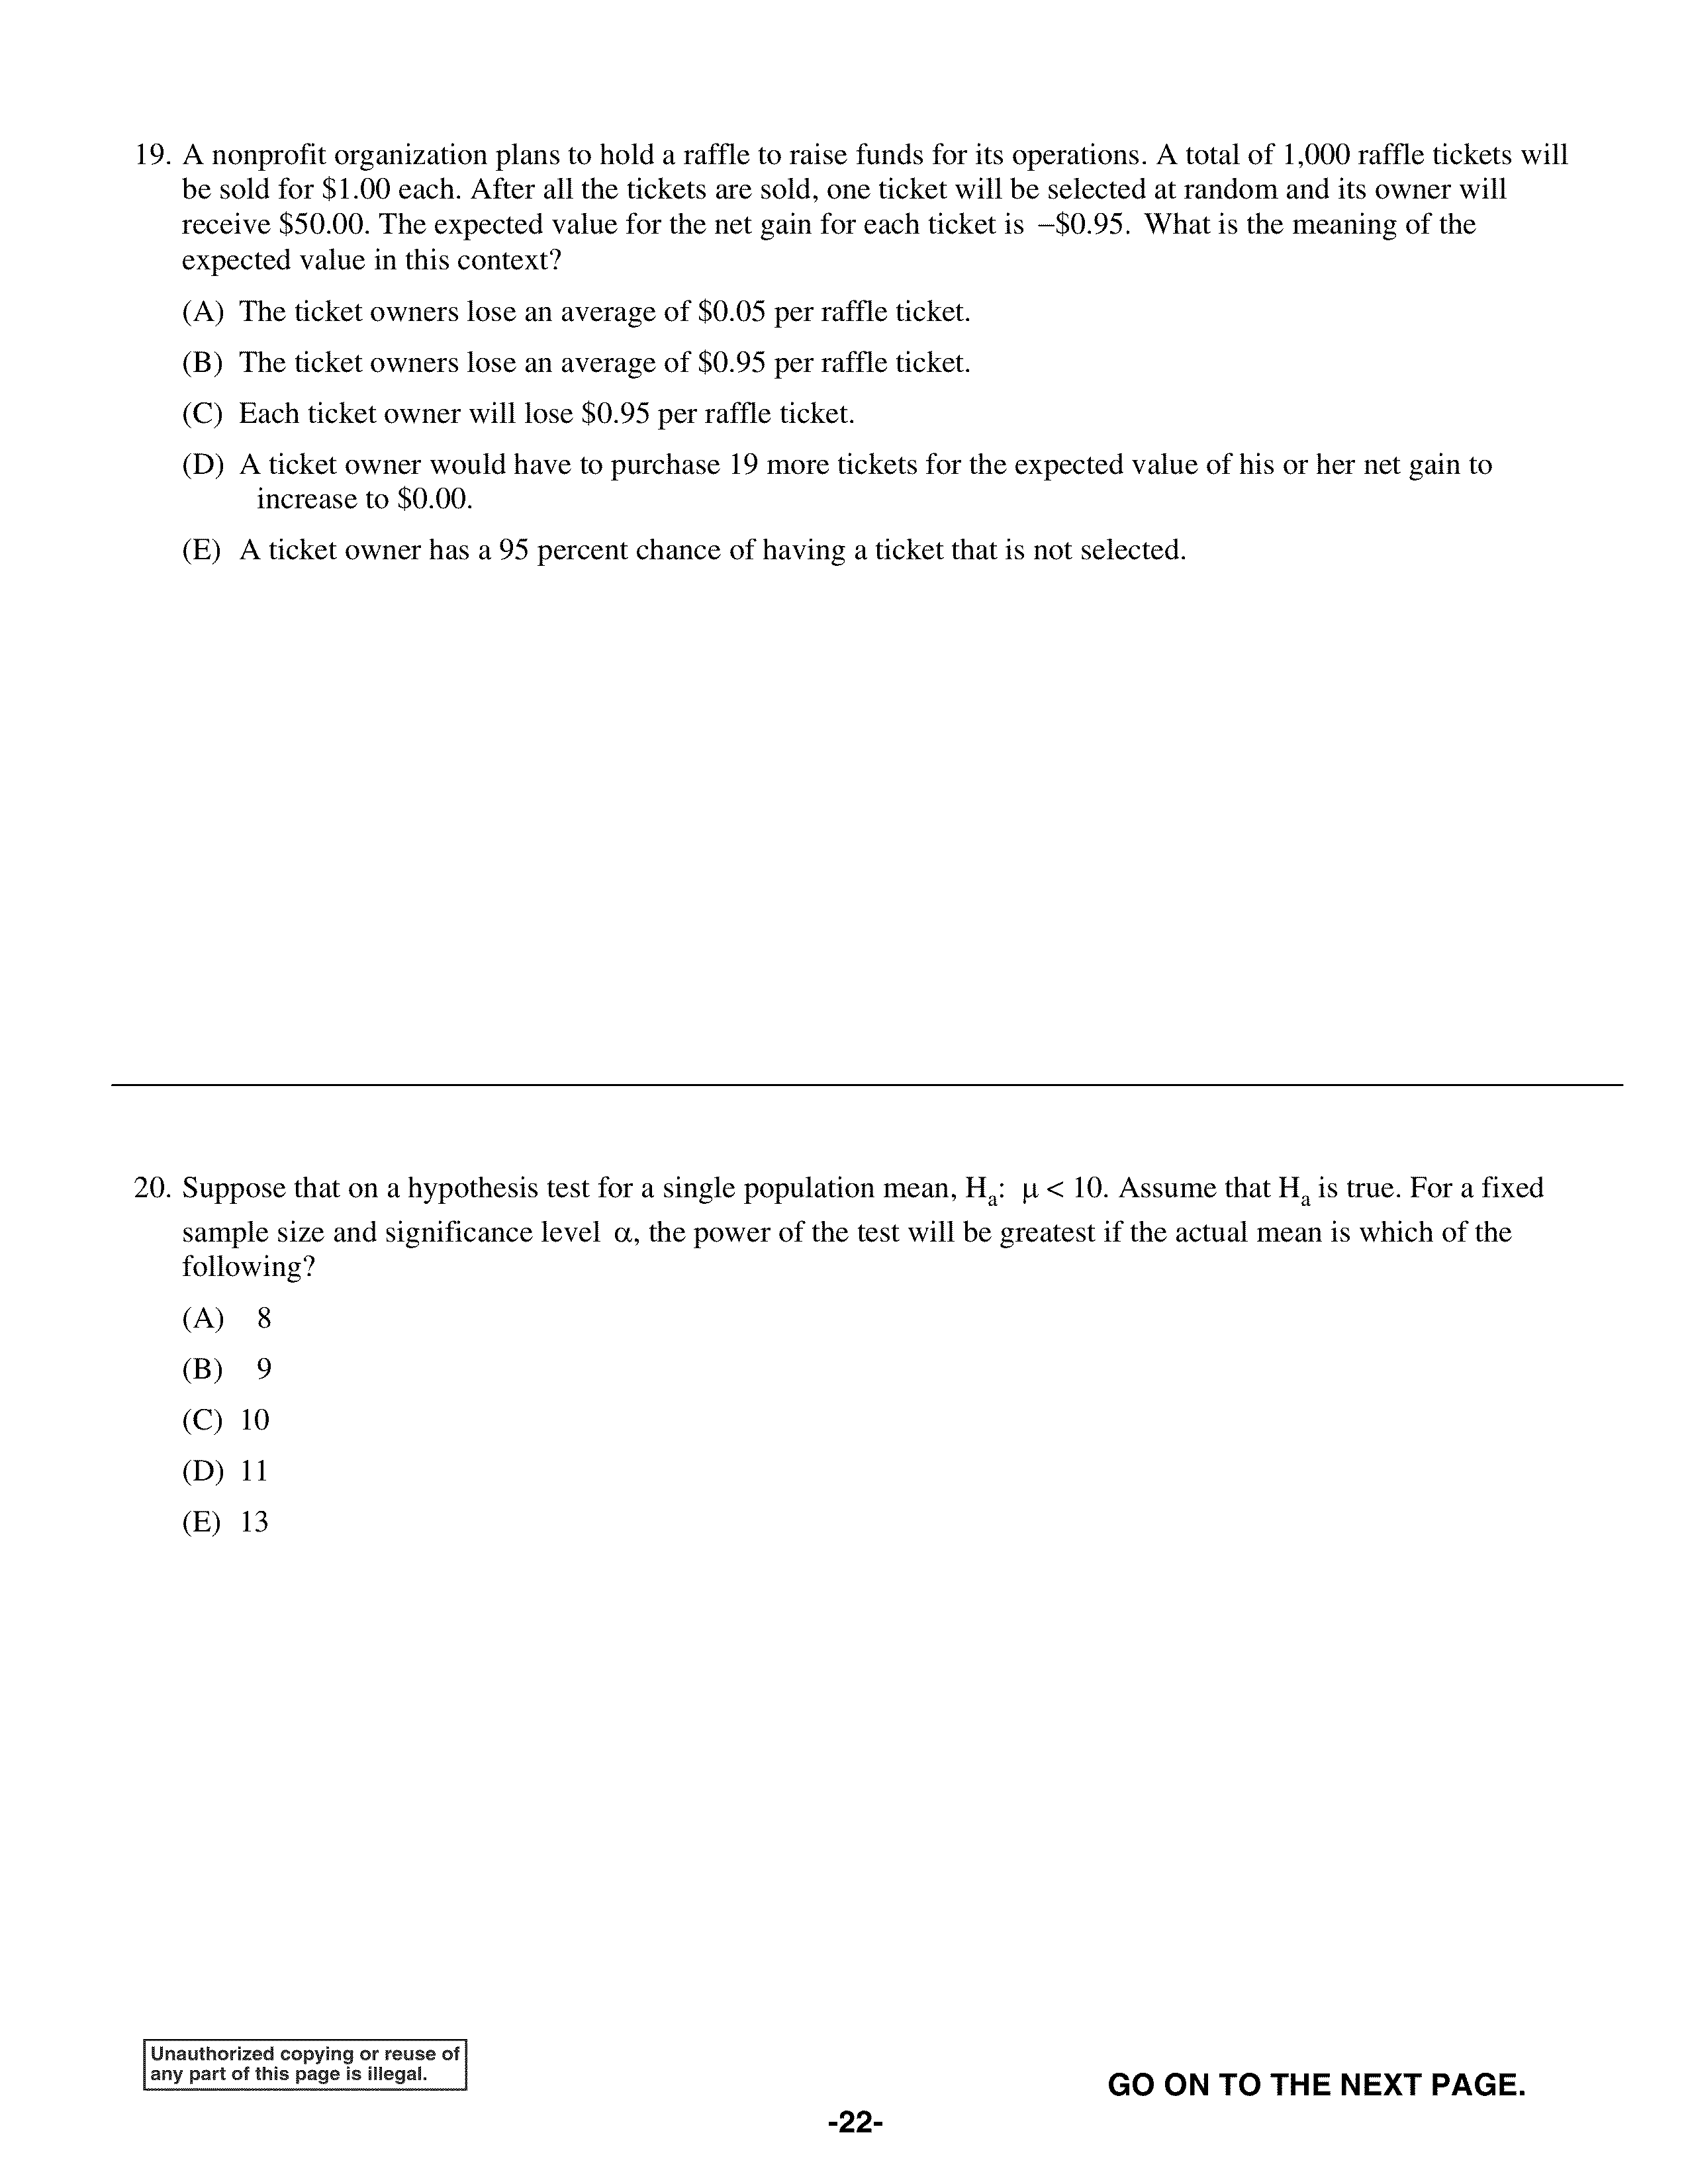 19. A nonprofit organization plans to hold a raffle to raise funds for its operations. A total of 1,000 raffle tickets will
be sold for $1.00 each. After all the tickets are sold, one ticket will be selected at random and its owner will
receive $50.00. The expected value for the net gain for each ticket is –$0.95. What is the meaning of the
expected value in this context?
(A) The ticket owners lose an average of $0.05 per raffle ticket.
(B) The ticket owners lose an average of $0.95 per raffle ticket.
(C) Each ticket owner will lose $0.95 per raffle ticket.
(D) A ticket owner would have to purchase 19 more tickets for the expected value of his or her net gain to
increase to $0.00.
(E) A ticket owner has a 95 percent chance of having a ticket that is not selected.
20. Suppose that on a hypothesis test for a single population mean, Hₐ: μ < 10. Assume that Hₐ is true. For a fixed
sample size and significance level α, the power of the test will be greatest if the actual mean is which of the
following?
(A) 8
(B) 9
(C) 10
(D) 11
(E) 13
Unauthorized copying or reuse of
any part of this page is illegal.
GO ON TO THE NEXT PAGE.
-22-